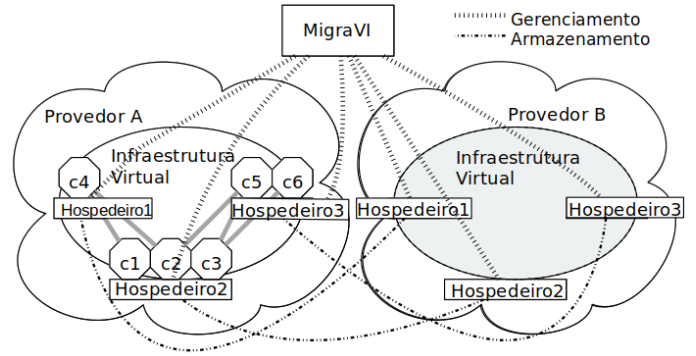 MigraVI
Gerenciamento
Armazenamento
Provedor A
Provedor B
Infraestrutura
Virtual
c4
c5
c6
Hospedeiro1
Hospedeiro3
c1
c2
c3
Hospedeiro2
Infraestrutura
Virtual
Hospedeiro1
Hospedeiro3
Hospedeiro2